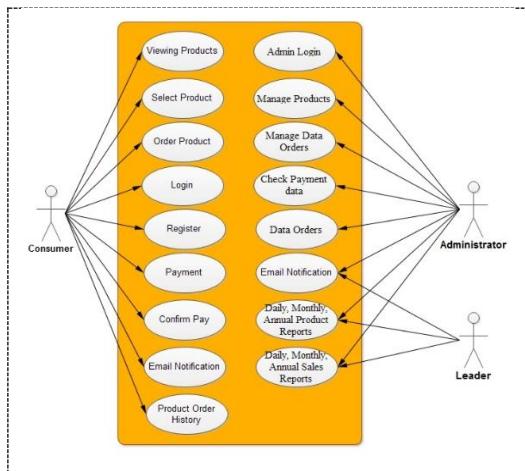 Viewing Products
Select Product
Order Product
Login
Register
Payment
Confirm Pay
Email Notification
Product Order
History
Admin Login
Manage Products
Manage Data
Orders
Check Payment
data
Data Orders
Email Notification
Daily, Monthly,
Annual Product
Reports
Daily, Monthly,
Annual Sales
Reports
Consumer
Administrator
Leader